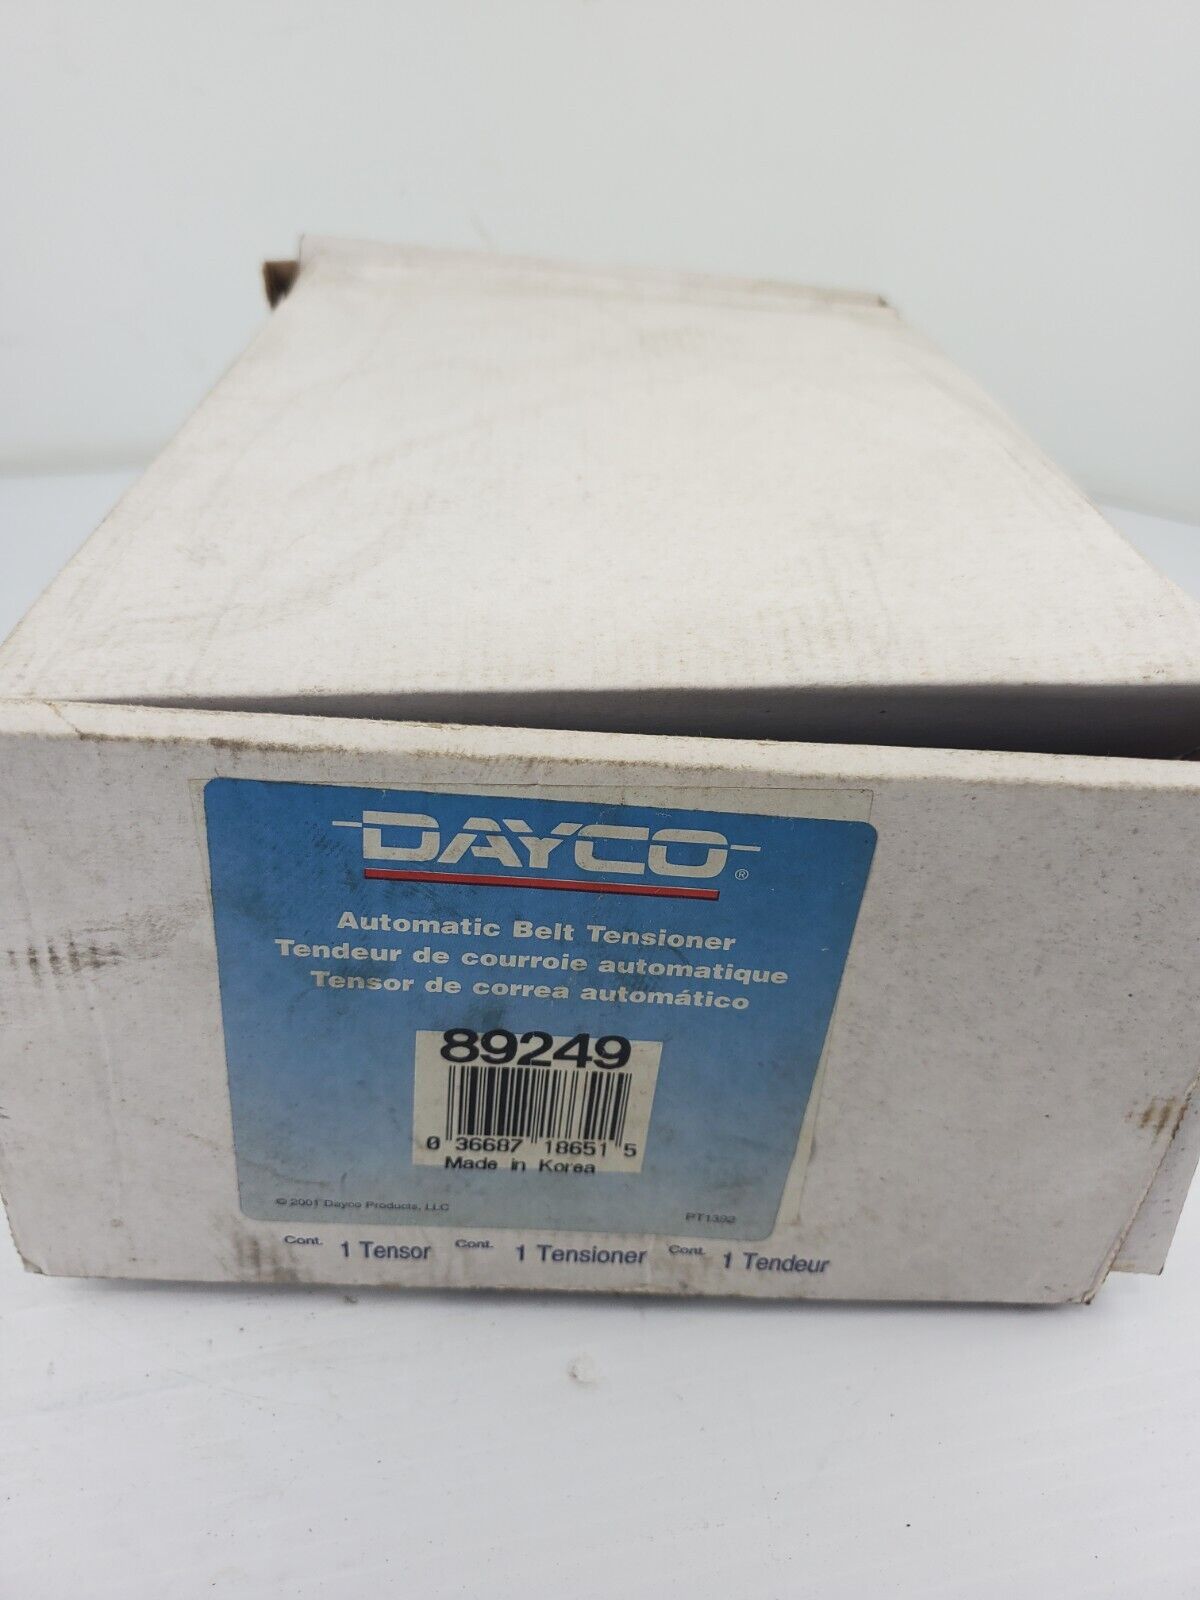 DAYCO®
Automatic Belt Tensioner
Tendeur de courroie automatique
Tensor de correa automático
89249
0 36687 18651 5
Made in Korea
© 2001 Dayco Products, LLC
PT1392
Cont. 1 Tensor Cont. 1 Tensioner Cont. 1 Tendeur